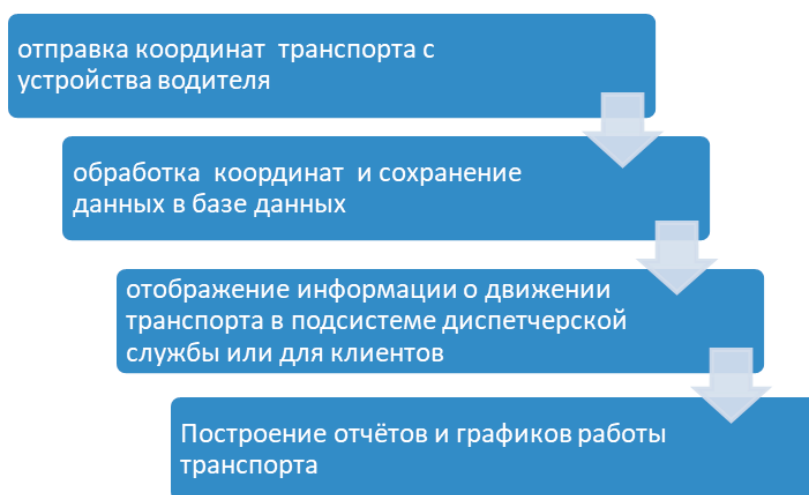 отправка координат транспорта с
устройства водителя
обработка координат и сохранение
данных в базе данных
отображение информации о движении
транспорта в подсистеме диспетчерской
службы или для клиентов
Построение отчётов и графиков работы
транспорта